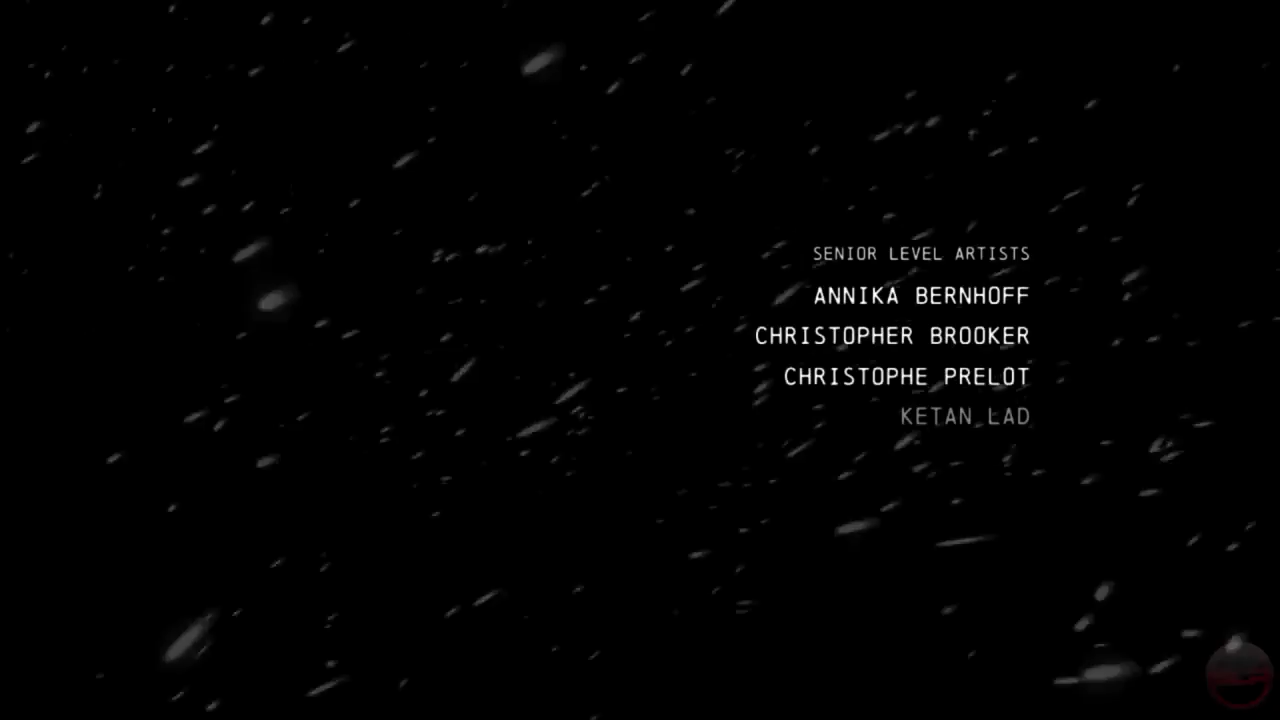 SENIOR LEVEL ARTISTS
ANNIKA BERNHOFF
CHRISTOPHER BROOKER
CHRISTOPHE PRELOT
KETAN LAD